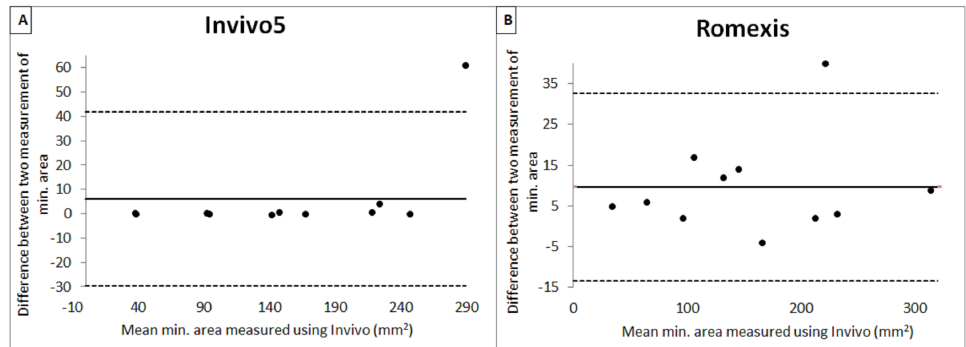 A
Invivo5
Difference between two measurement of
min. area
60
50
40
30
20
10
0
-10
-20
-30
-10
40
90
140
190
240
290
Mean min. area measured using Invivo (mm²)
B
Romexis
Difference between two measurement of
min. area
35
25
15
5
-5
-15
0
100
200
300
Mean min. area measured using Invivo (mm²)